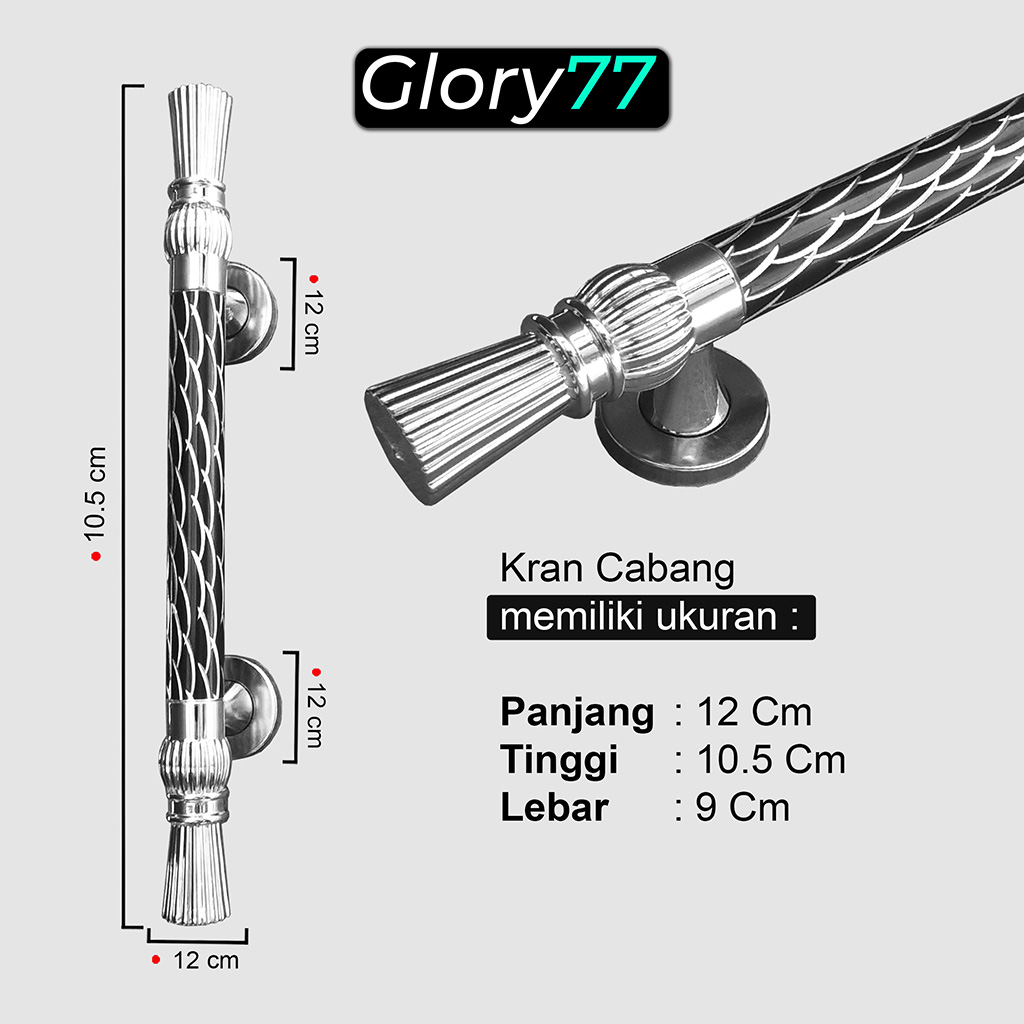 Glory77
12 cm
10.5 cm
12 cm
12 cm
Kran Cabang
memiliki ukuran :
Panjang : 12 Cm
Tinggi : 10.5 Cm
Lebar : 9 Cm